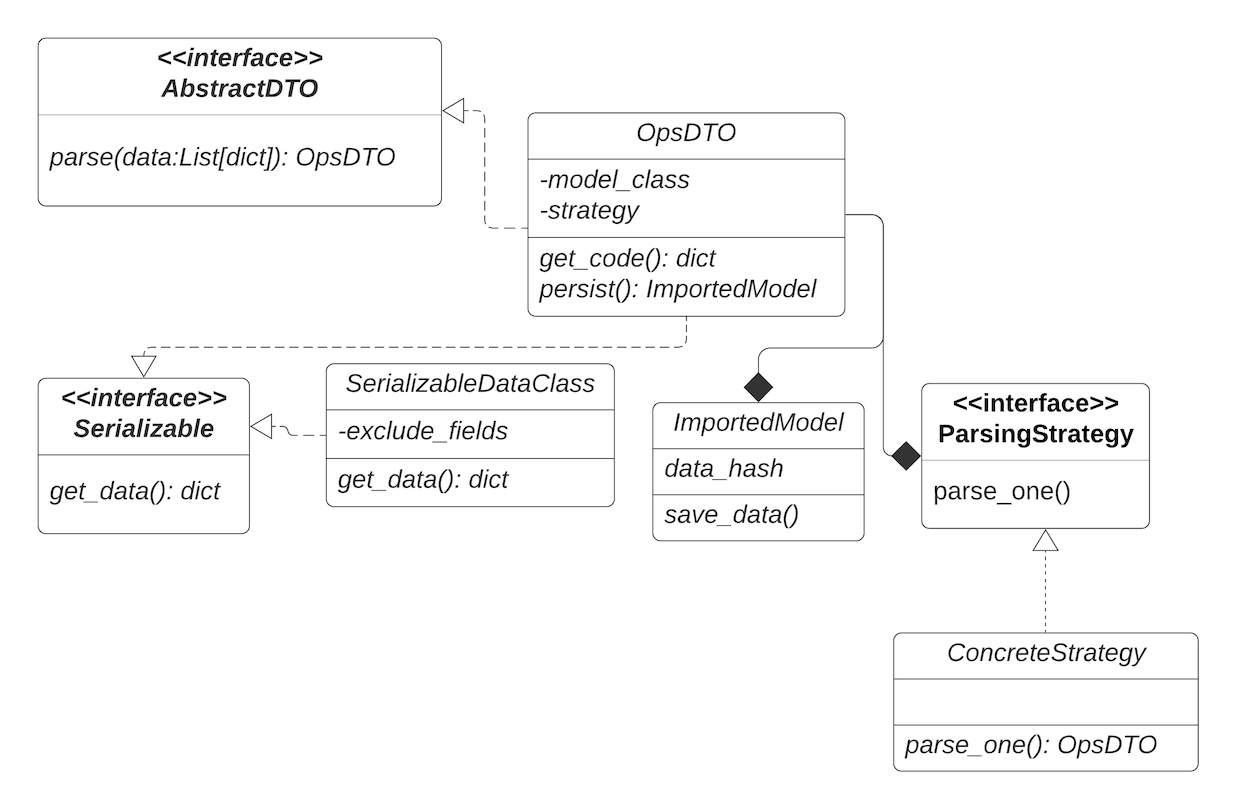 <<interface>>
AbstractDTO
parse(data:List[dict]): OpsDTO
OpsDTO
-model_class
-strategy
get_code(): dict
persist(): ImportedModel
<<interface>>
Serializable
get_data(): dict
SerializableDataClass
-exclude_fields
get_data(): dict
ImportedModel
data_hash
save_data()
<<interface>>
ParsingStrategy
parse_one()
ConcreteStrategy
parse_one(): OpsDTO